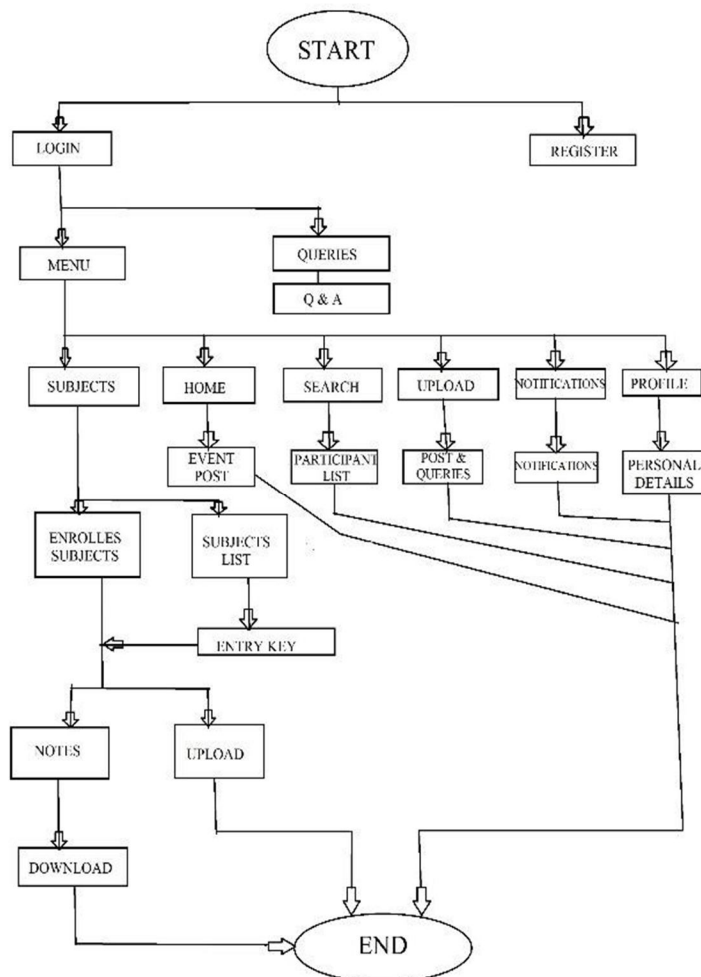 START
LOGIN
REGISTER
MENU
QUERIES
Q & A
SUBJECTS
HOME
SEARCH
UPLOAD
NOTIFICATIONS
PROFILE
EVENT
POST
PARTICIPANT
LIST
POST &
QUERIES
NOTIFICATIONS
PERSONAL
DETAILS
ENROLLES
SUBJECTS
SUBJECTS
LIST
ENTRY KEY
NOTES
UPLOAD
DOWNLOAD
END